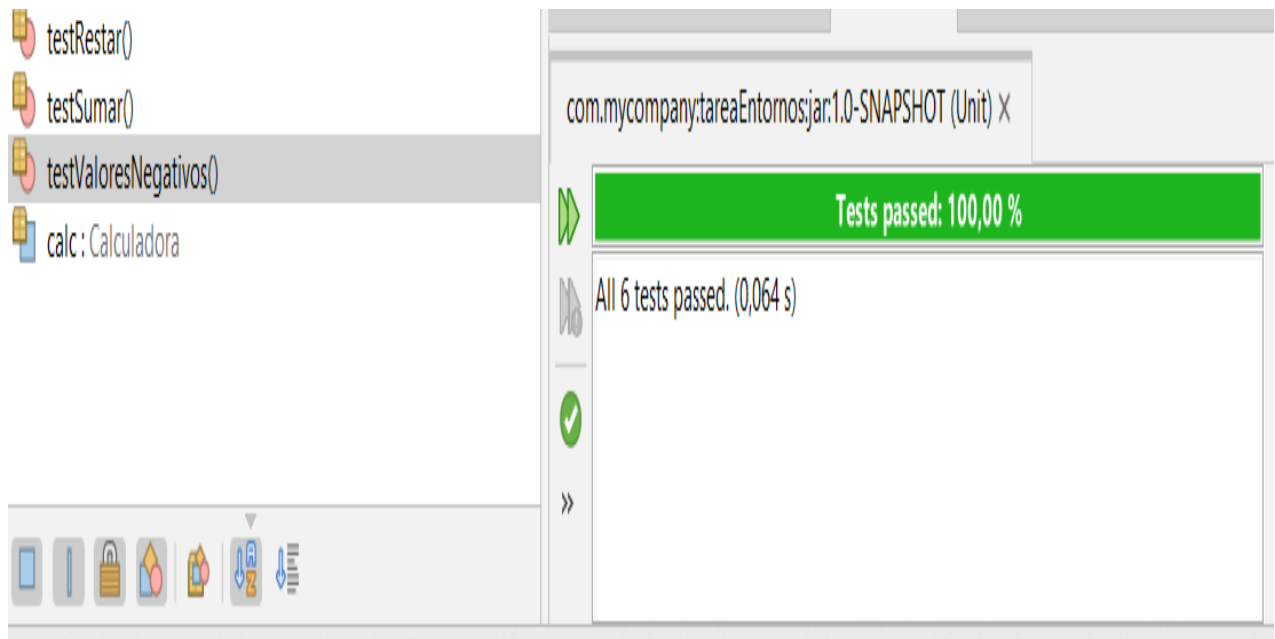 testRestar()
testSumar()
testValoresNegativos()
calc : Calculadora
com.mycompany:tareaEntornos:jar:1.0-SNAPSHOT (Unit) ×
Tests passed: 100,00 %
All 6 tests passed. (0,064 s)
»